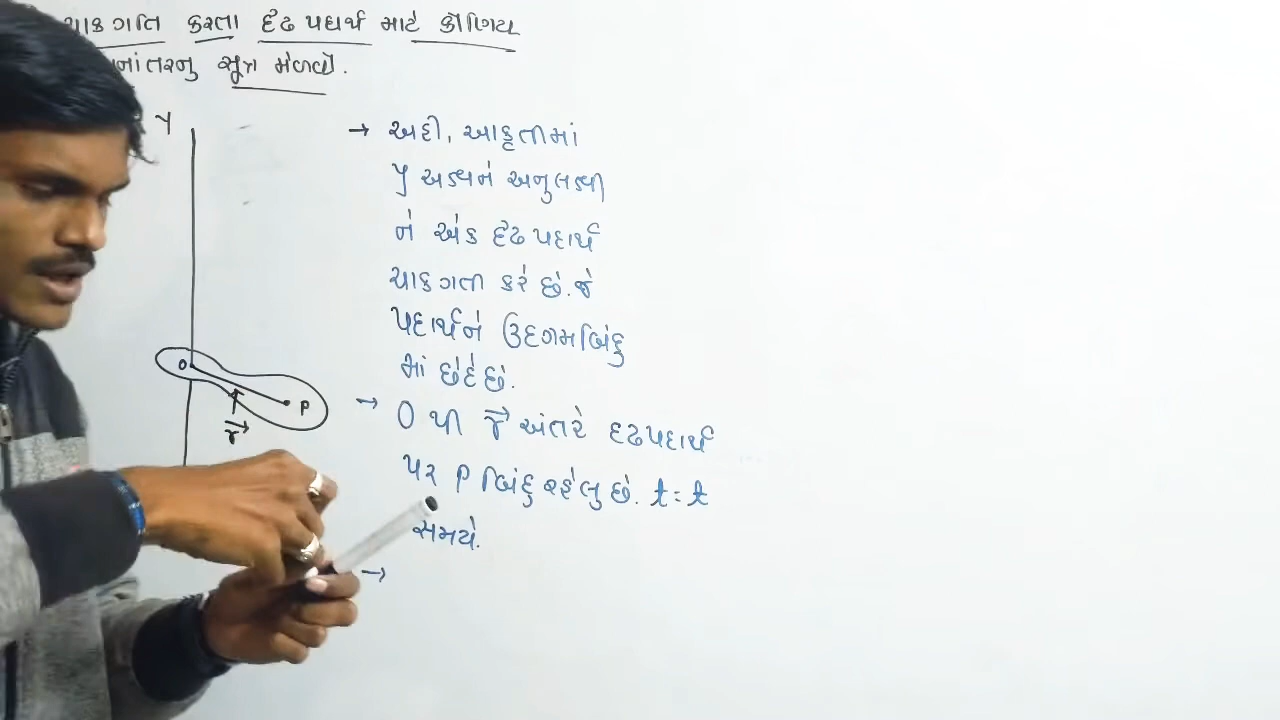 ચાકગતિ કરતા દૃઢ પદાર્થ માટે કોણિય
નાંતરનુ સૂત્ર મેળવો.
Y
→ અહી, આકૃતીમાં
y અક્ષને અનુલક્ષી
ને એક દૃઢ પદાર્થ
ચાકગતી કરે છે. જે
પદાર્થને ઉદગમબિંદુ
માં છેદે છે.
O
P
r⃗
→ O થી r⃗ અંતરે દૃઢપદાર્થ
પર P બિંદુ રહેલુ છે. t = t
સમયે.
→